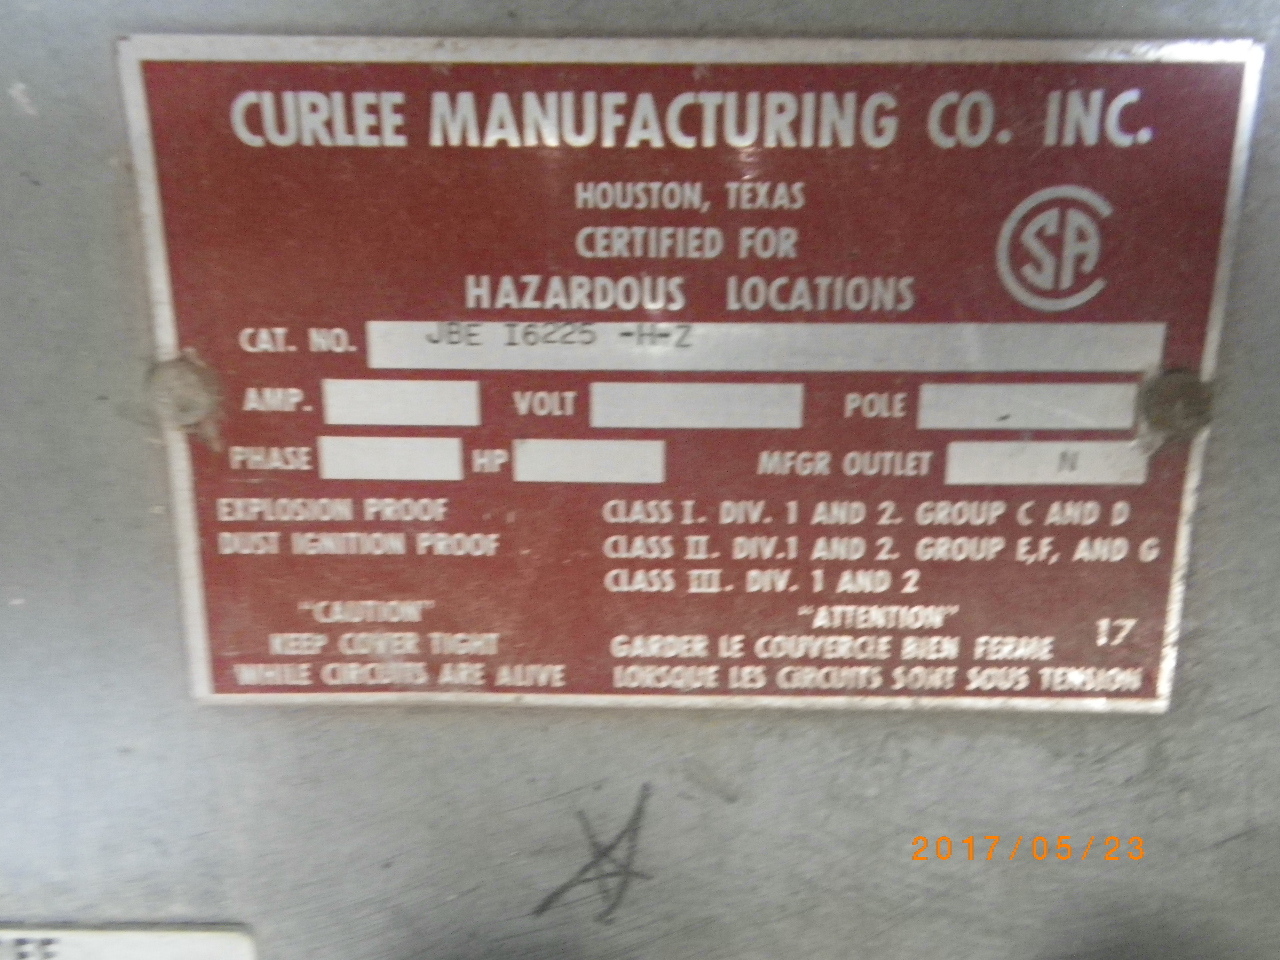 CURLEE MANUFACTURING CO. INC.
HOUSTON, TEXAS
CERTIFIED FOR
HAZARDOUS LOCATIONS
SA
CAT. NO. JBE I6225 -H-Z
AMP. VOLT POLE
PHASE HP MFGR OUTLET N
EXPLOSION PROOF CLASS I. DIV. 1 AND 2. GROUP C AND D
DUST IGNITION PROOF CLASS II. DIV.1 AND 2. GROUP E,F, AND G
CLASS III. DIV. 1 AND 2
"CAUTION" "ATTENTION"
KEEP COVER TIGHT GARDER LE COUVERCLE BIEN FERME 17
WHILE CIRCUITS ARE ALIVE LORSQUE LES CIRCUITS SONT SOUS TENSION
2017/05/23